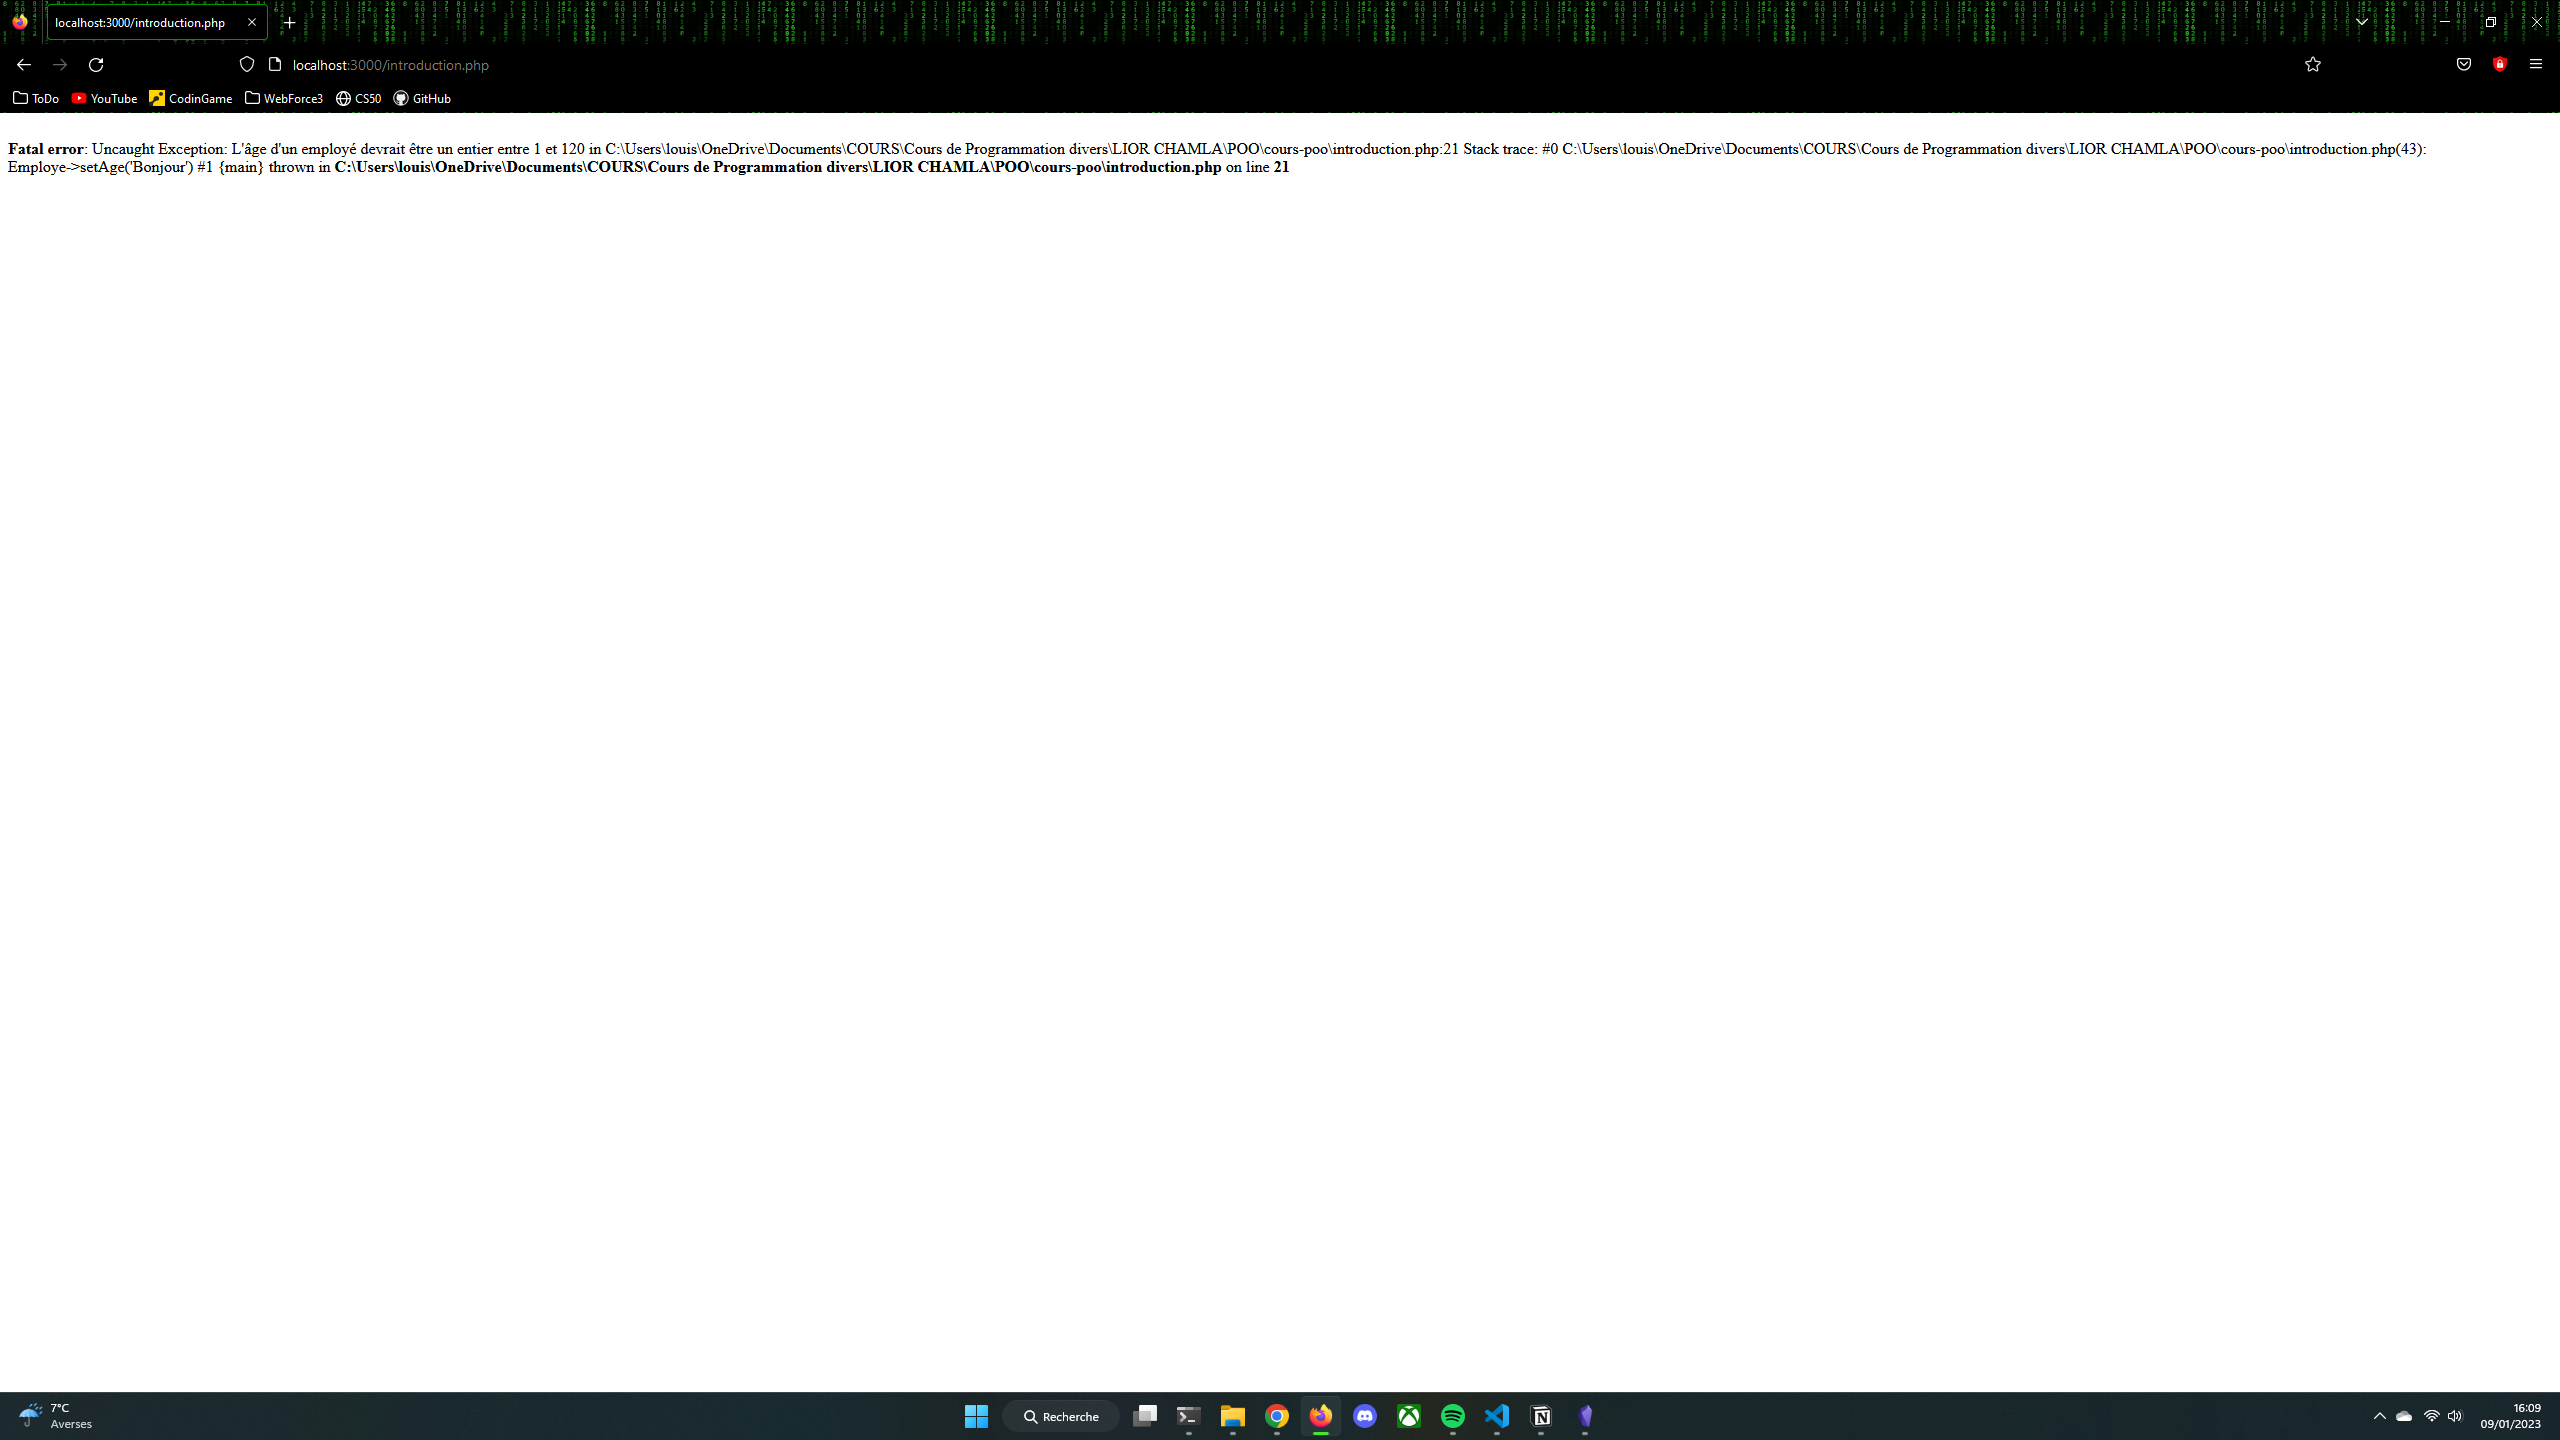 localhost:3000/introduction.php
localhost:3000/introduction.php
ToDo YouTube CodinGame WebForce3 CS50 GitHub
Fatal error: Uncaught Exception: L'âge d'un employé devrait être un entier entre 1 et 120 in C:\Users\louis\OneDrive\Documents\COURS\Cours de Programmation divers\LIOR CHAMLA\POO\cours-poo\introduction.php:21 Stack trace: #0 C:\Users\louis\OneDrive\Documents\COURS\Cours de Programmation divers\LIOR CHAMLA\POO\cours-poo\introduction.php(43):
Employe->setAge('Bonjour') #1 {main} thrown in C:\Users\louis\OneDrive\Documents\COURS\Cours de Programmation divers\LIOR CHAMLA\POO\cours-poo\introduction.php on line 21
7°C
Averses
Recherche
16:09
09/01/2023